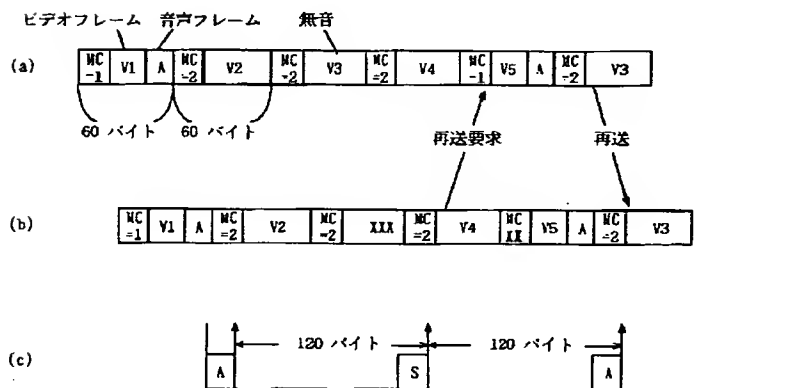 ビデオフレーム 音声フレーム 無音
(a) MC=1 V1 A MC=2 V2 MC=2 V3 MC=2 V4 MC=1 V5 A MC=2 V3
60 バイト 60 バイト 再送要求 再送
(b) MC=1 V1 A MC=2 V2 MC=2 XXX MC=2 V4 MC XX V5 A MC=2 V3
120 バイト 120 バイト
(c) A S A